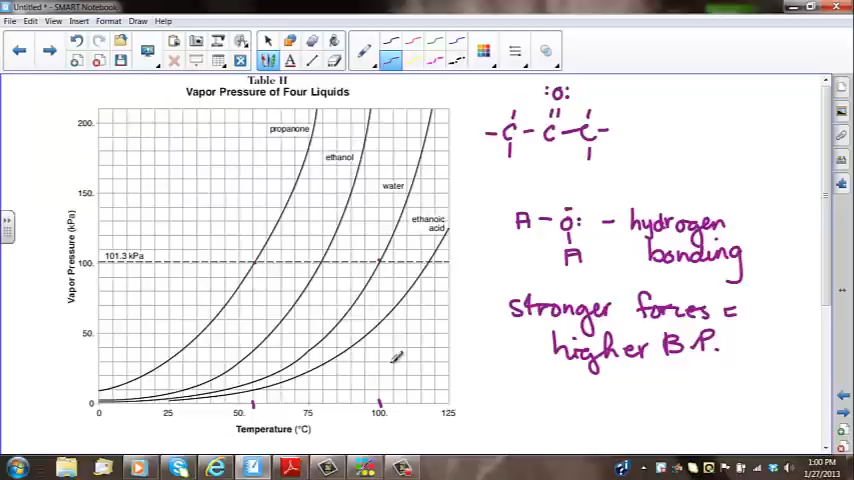 Untitled * - SMART Notebook
File Edit View Insert Format Draw Help
Table H
Vapor Pressure of Four Liquids
Vapor Pressure (kPa)
200.
150.
100.
50.
0
propanone
ethanol
water
ethanoic
acid
101.3 kPa
0 25 50. 75 100. 125
Temperature (°C)
:O:
- C - C - C -
A - O: - hydrogen
A bonding
stronger forces =
higher B.P.
1:00 PM
1/27/2013